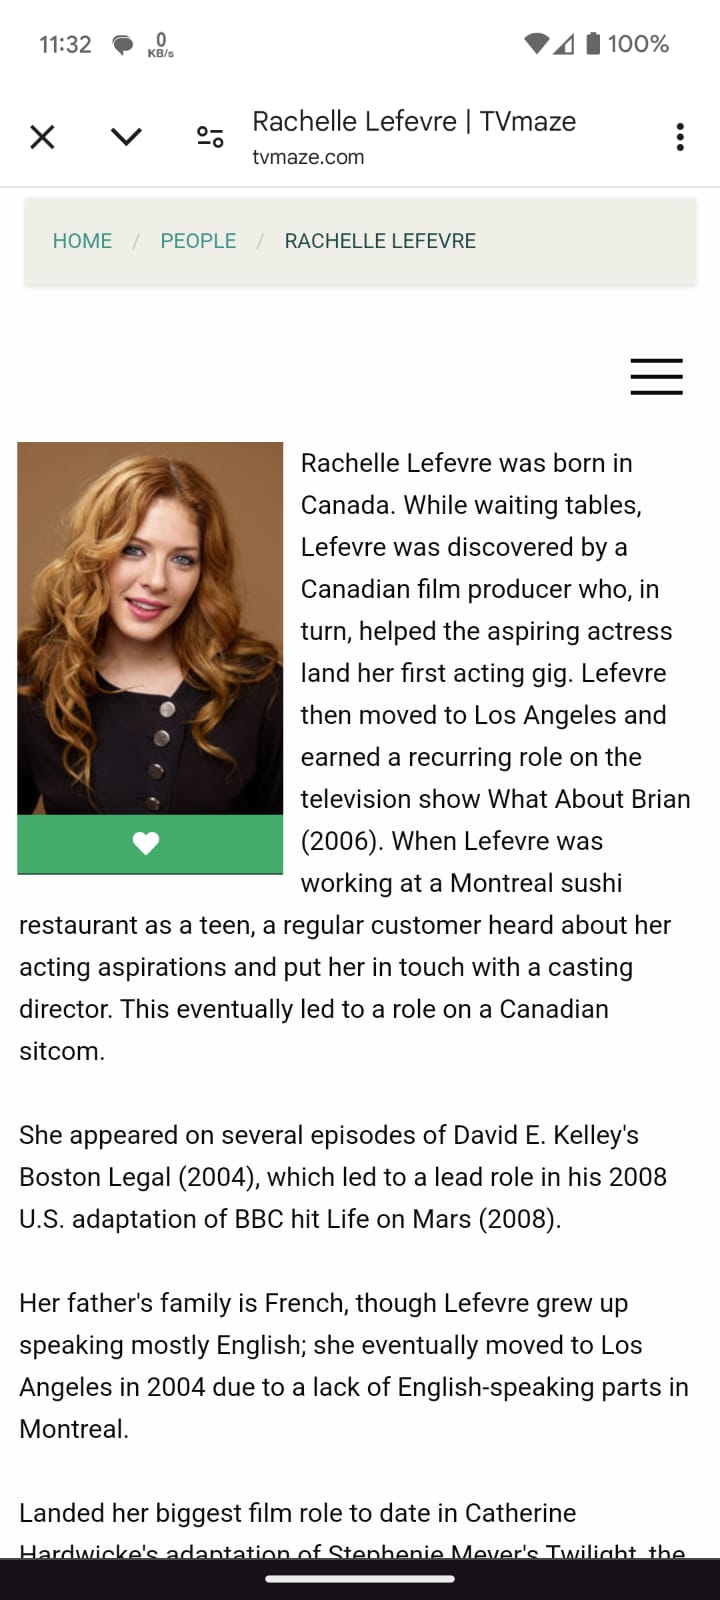 11:32
0
KB/s
100%
Rachelle Lefevre | TVmaze
tvmaze.com
HOME / PEOPLE / RACHELLE LEFEVRE
Rachelle Lefevre was born in
Canada. While waiting tables,
Lefevre was discovered by a
Canadian film producer who, in
turn, helped the aspiring actress
land her first acting gig. Lefevre
then moved to Los Angeles and
earned a recurring role on the
television show What About Brian
(2006). When Lefevre was
working at a Montreal sushi
restaurant as a teen, a regular customer heard about her
acting aspirations and put her in touch with a casting
director. This eventually led to a role on a Canadian
sitcom.
She appeared on several episodes of David E. Kelley's
Boston Legal (2004), which led to a lead role in his 2008
U.S. adaptation of BBC hit Life on Mars (2008).
Her father's family is French, though Lefevre grew up
speaking mostly English; she eventually moved to Los
Angeles in 2004 due to a lack of English-speaking parts in
Montreal.
Landed her biggest film role to date in Catherine
Hardwicke's adaptation of Stephenie Meyer's Twilight, the